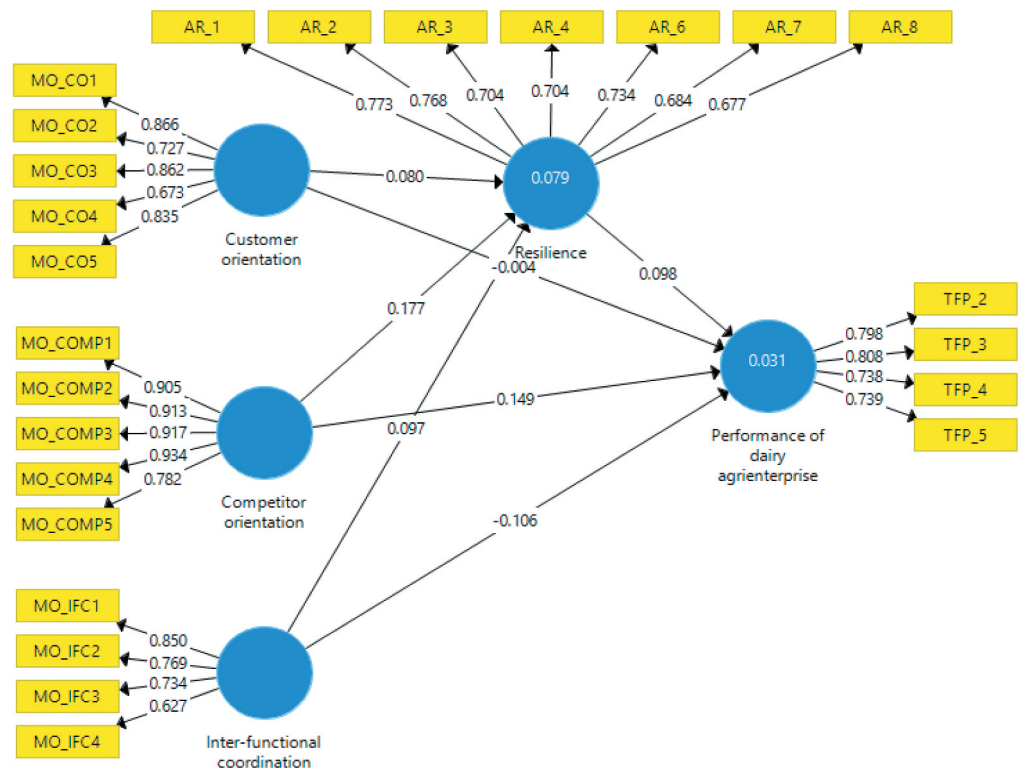 AR_1
AR_2
AR_3
AR_4
AR_6
AR_7
AR_8
0.773
0.768
0.704
0.704
0.734
0.684
0.677
MO_CO1
MO_CO2
MO_CO3
MO_CO4
MO_CO5
0.866
0.727
0.862
0.673
0.835
Customer
orientation
0.080
0.079
Resilience
-0.004
0.098
0.177
MO_COMP1
MO_COMP2
MO_COMP3
MO_COMP4
MO_COMP5
0.905
0.913
0.917
0.934
0.782
Competitor
orientation
0.149
0.097
0.031
Performance of
dairy
agrienterprise
0.798
0.808
0.738
0.739
TFP_2
TFP_3
TFP_4
TFP_5
-0.106
MO_IFC1
MO_IFC2
MO_IFC3
MO_IFC4
0.850
0.769
0.734
0.627
Inter-functional
coordination